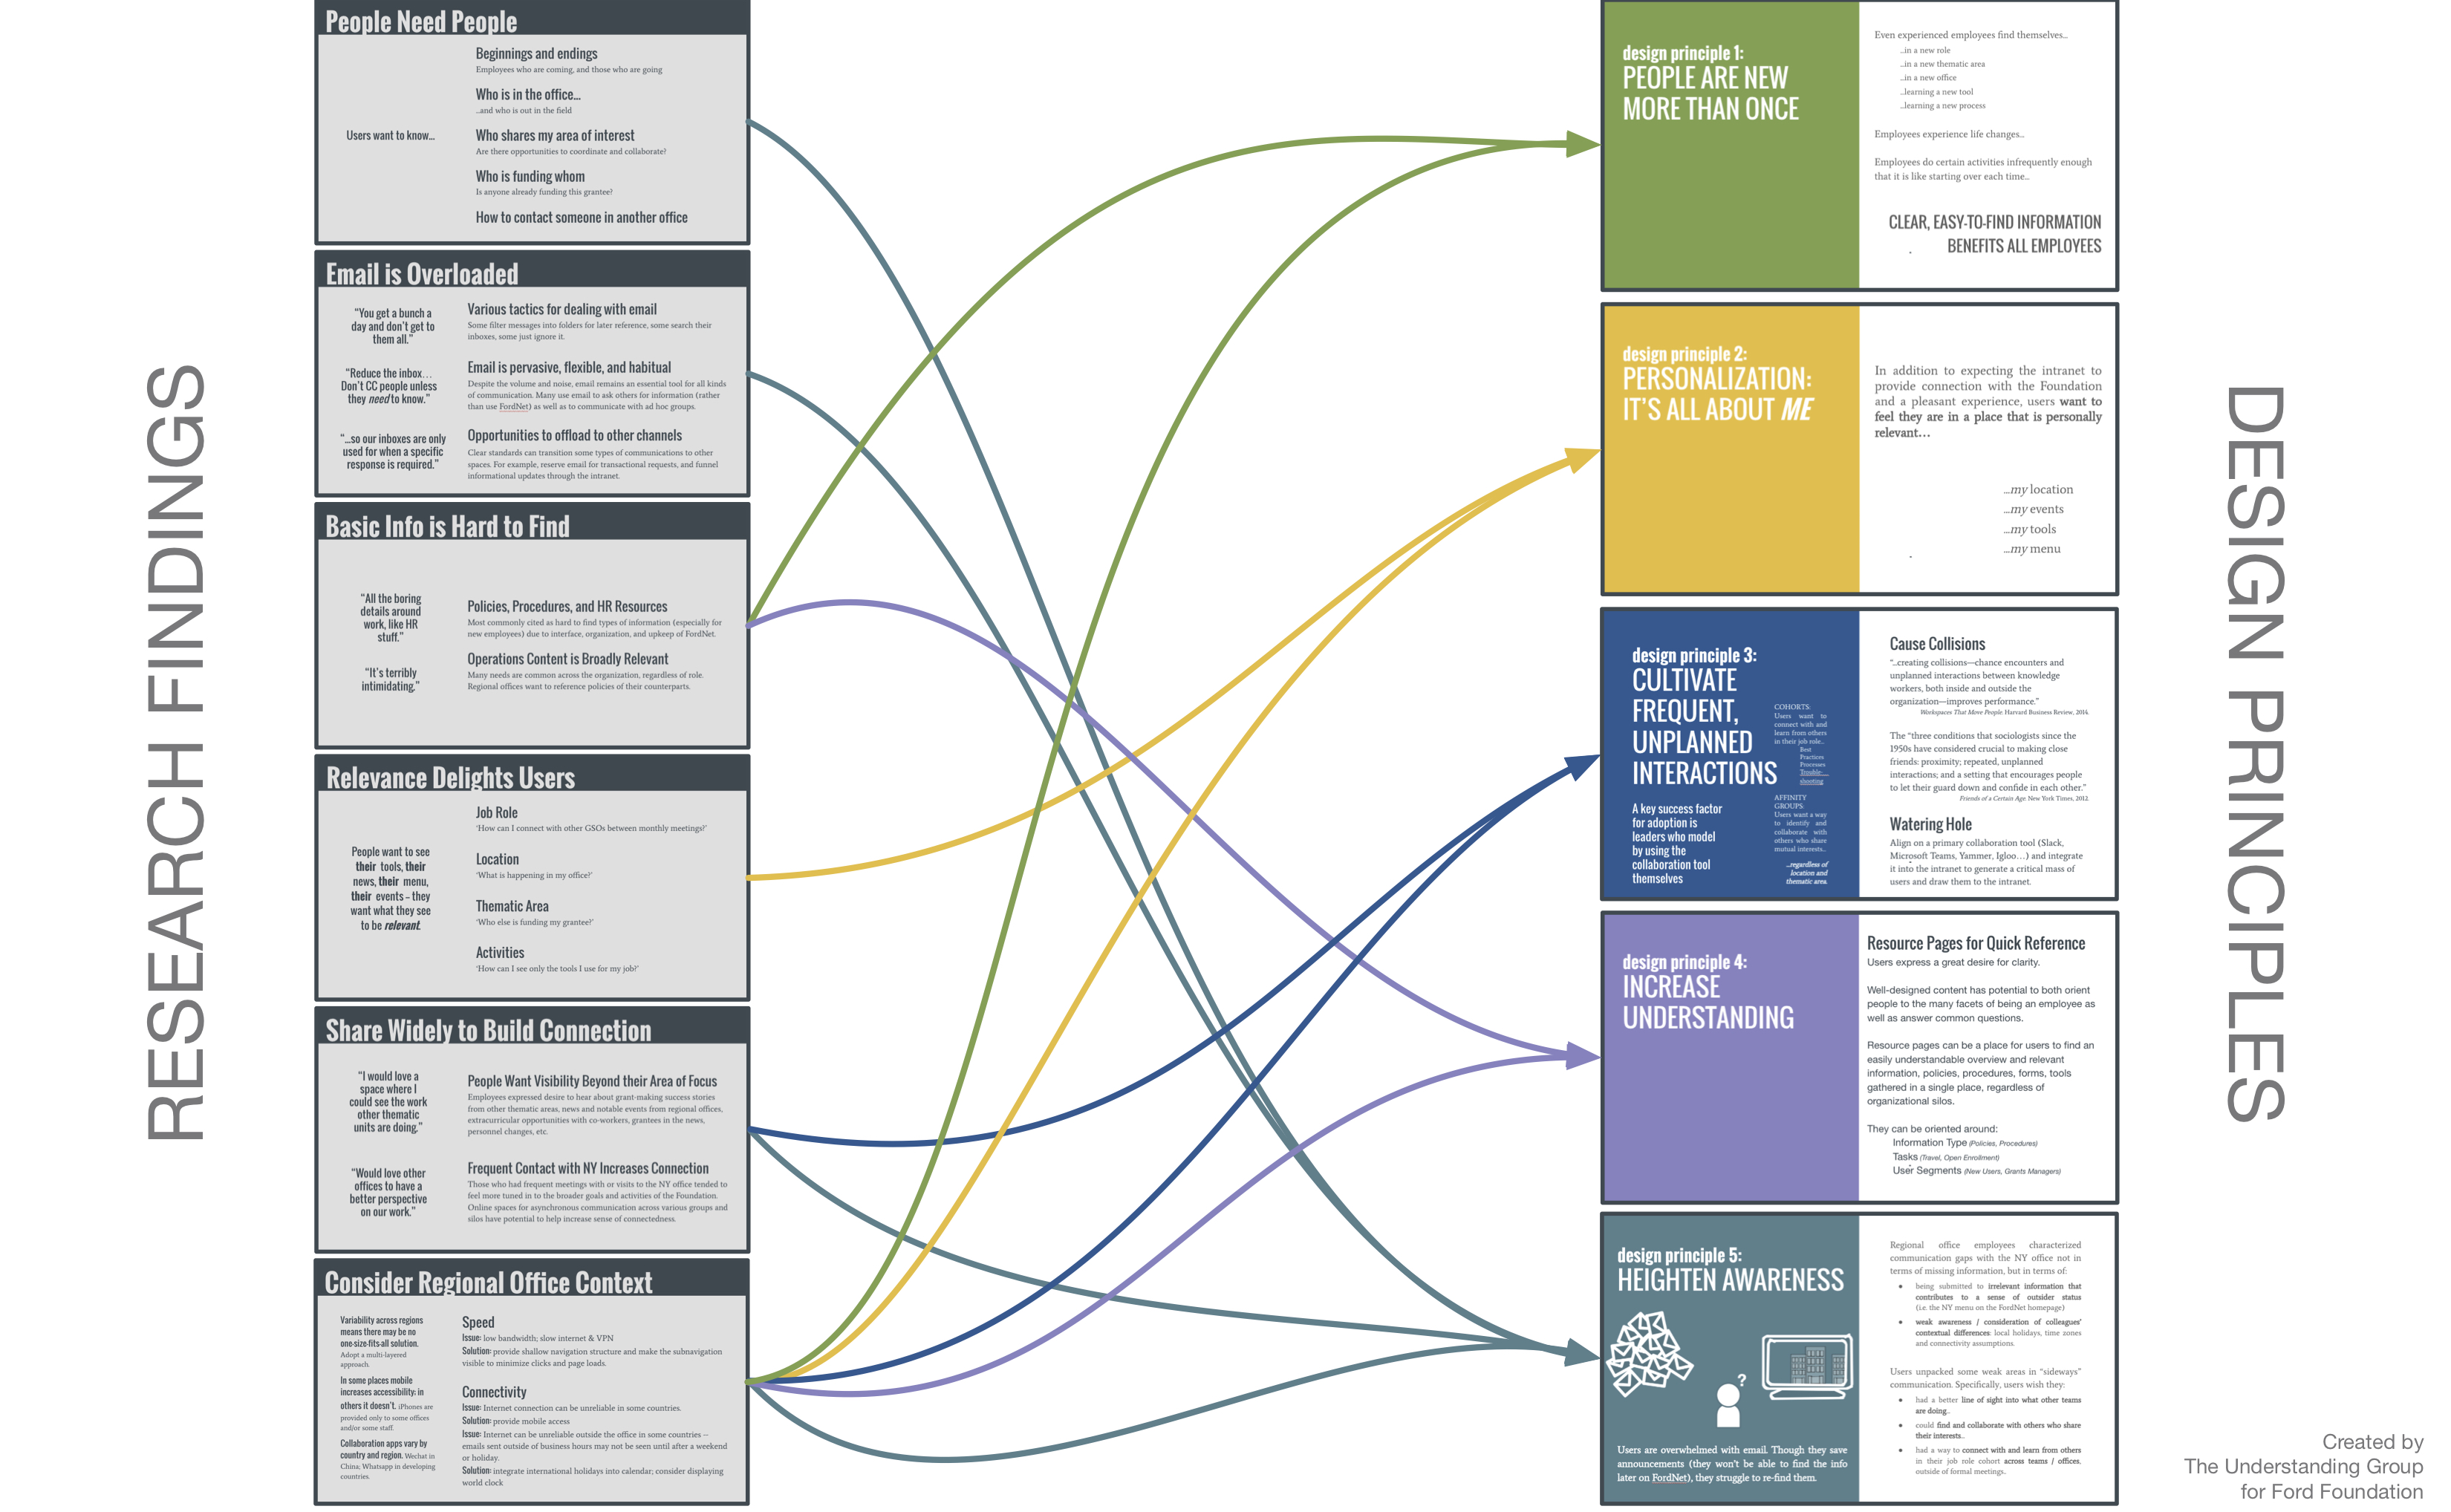 RESEARCH FINDINGS
People Need People
Users want to know...
Beginnings and endings
Employees who are coming, and those who are going
Who is in the office...
...and who is out in the field
Who shares my area of interest
Are there opportunities to coordinate and collaborate?
Who is funding whom
Is anyone already funding this grantee?
How to contact someone in another office
Email is Overloaded
“You get a bunch a
day and don’t get to
them all.”
“Reduce the inbox…
Don’t CC people unless
they need to know.”
“...so our inboxes are only
used for when a specific
response is required.”
Various tactics for dealing with email
Some filter messages into folders for later reference, some search their
inboxes, some just ignore it.
Email is pervasive, flexible, and habitual
Despite the volume and noise, email remains an essential tool for all kinds
of communication. Many use email to ask others for information (rather
than use FordNet) as well as to communicate with ad hoc groups.
Opportunities to offload to other channels
Clear standards can transition some types of communications to other
spaces. For example, reserve email for transactional requests, and funnel
informational updates through the intranet.
Basic Info is Hard to Find
“All the boring
details around
work, like HR
stuff.”
“It’s terribly
intimidating.”
Policies, Procedures, and HR Resources
Most commonly cited as hard to find types of information (especially for
new employees) due to interface, organization, and upkeep of FordNet.
Operations Content is Broadly Relevant
Many needs are common across the organization, regardless of role.
Regional offices want to reference policies of their counterparts.
Relevance Delights Users
People want to see
their tools, their
news, their menu,
their events – they
want what they see
to be relevant.
Job Role
‘How can I connect with other GSOs between monthly meetings?’
Location
‘What is happening in my office?’
Thematic Area
‘Who else is funding my grantee?’
Activities
‘How can I see only the tools I use for my job?’
Share Widely to Build Connection
“I would love a
space where I
could see the work
other thematic
units are doing.”
“Would love other
offices to have a
better perspective
on our work.”
People Want Visibility Beyond their Area of Focus
Employees expressed desire to hear about grant-making success stories
from other thematic areas, news and notable events from regional offices,
extracurricular opportunities with co-workers, grantees in the news,
personnel changes, etc.
Frequent Contact with NY Increases Connection
Those who had frequent meetings with or visits to the NY office tended to
feel more tuned in to the broader goals and activities of the Foundation.
Online spaces for asynchronous communication across various groups and
silos have potential to help increase sense of connectedness.
Consider Regional Office Context
Variability across regions
means there may be no
one-size-fits-all solution.
Adopt a multi-layered
approach.
In some places mobile
increases accessibility; in
others it doesn’t. iPhones are
provided only to some offices
and/or some staff.
Collaboration apps vary by
country and region. Wechat in
China; Whatsapp in developing
countries.
Speed
Issue: low bandwidth; slow internet & VPN
Solution: provide shallow navigation structure and make the subnavigation
visible to minimize clicks and page loads.
Connectivity
Issue: Internet connection can be unreliable in some countries.
Solution: provide mobile access
Issue: Internet can be unreliable outside the office in some countries –
emails sent outside of business hours may not be seen until after a weekend
or holiday.
Solution: integrate international holidays into calendar; consider displaying
world clock
design principle 1:
PEOPLE ARE NEW
MORE THAN ONCE
Even experienced employees find themselves...
...in a new role
...in a new thematic area
...in a new office
...learning a new tool
...learning a new process
Employees experience life changes...
Employees do certain activities infrequently enough
that it is like starting over each time...
CLEAR, EASY-TO-FIND INFORMATION
BENEFITS ALL EMPLOYEES
design principle 2:
PERSONALIZATION:
IT’S ALL ABOUT ME
In addition to expecting the intranet to
provide connection with the Foundation
and a pleasant experience, users want to
feel they are in a place that is personally
relevant…
...my location
...my events
...my tools
...my menu
design principle 3:
CULTIVATE
FREQUENT,
UNPLANNED
INTERACTIONS
A key success factor
for adoption is
leaders who model
by using the
collaboration tool
themselves
COHORTS:
Users want to
connect with and
learn from others
in their job role...
Best
Practices
Processes
Trouble-
shooting
AFFINITY
GROUPS:
Users want a way
to identify and
collaborate with
others who share
mutual interests...
...regardless of
location and
thematic area.
Cause Collisions
“...creating collisions—chance encounters and
unplanned interactions between knowledge
workers, both inside and outside the
organization—improves performance.”
Workspaces That Move People. Harvard Business Review, 2014.
The “three conditions that sociologists since the
1950s have considered crucial to making close
friends: proximity; repeated, unplanned
interactions; and a setting that encourages people
to let their guard down and confide in each other.”
Friends of a Certain Age. New York Times, 2012.
Watering Hole
Align on a primary collaboration tool (Slack,
Microsoft Teams, Yammer, Igloo…) and integrate
it into the intranet to generate a critical mass of
users and draw them to the intranet.
design principle 4:
INCREASE
UNDERSTANDING
Resource Pages for Quick Reference
Users express a great desire for clarity.
Well-designed content has potential to both orient
people to the many facets of being an employee as
well as answer common questions.
Resource pages can be a place for users to find an
easily understandable overview and relevant
information, policies, procedures, forms, tools
gathered in a single place, regardless of
organizational silos.
They can be oriented around:
Information Type (Policies, Procedures)
Tasks (Travel, Open Enrollment)
User Segments (New Users, Grants Managers)
design principle 5:
HEIGHTEN AWARENESS
?
Users are overwhelmed with email. Though they save
announcements (they won’t be able to find the info
later on FordNet), they struggle to re-find them.
Regional office employees characterized
communication gaps with the NY office not in
terms of missing information, but in terms of:
• being submitted to irrelevant information that
contributes to a sense of outsider status
(i.e. the NY menu on the FordNet homepage)
• weak awareness / consideration of colleagues’
contextual differences: local holidays, time zones
and connectivity assumptions.
Users unpacked some weak areas in “sideways”
communication. Specifically, users wish they:
• had a better line of sight into what other teams
are doing...
• could find and collaborate with others who share
their interests...
• had a way to connect with and learn from others
in their job role cohort across teams / offices,
outside of formal meetings.
DESIGN PRINCIPLES
Created by
The Understanding Group
for Ford Foundation